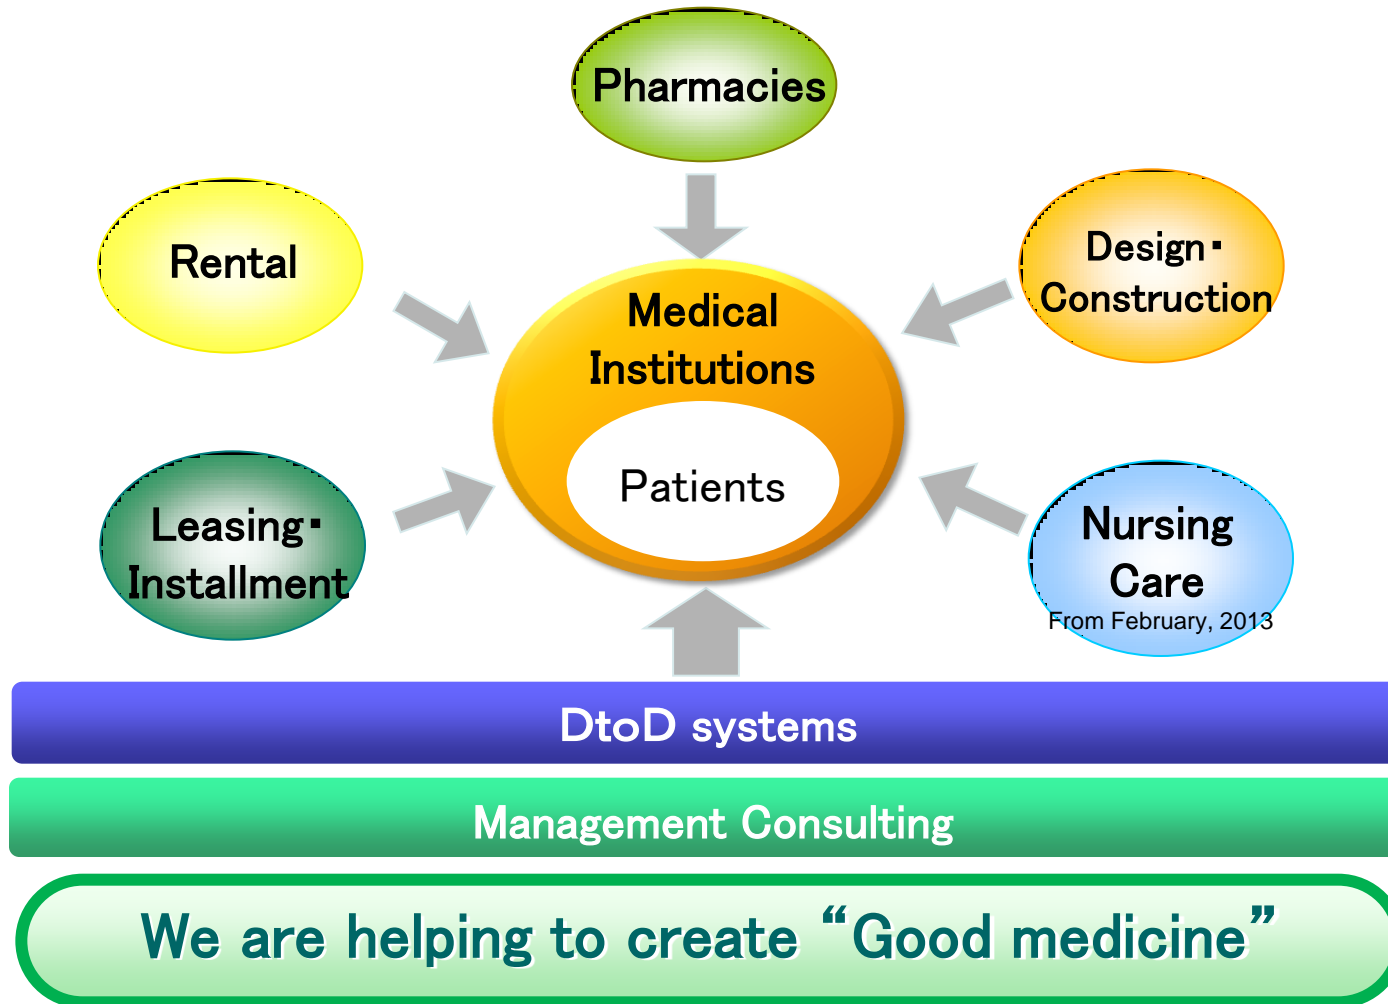 Pharmacies
Rental
Design▪
Construction
Medical
Institutions
Patients
Leasing▪
Installment
Nursing
Care
From February, 2013
DtoD systems
Management Consulting
We are helping to create “Good medicine”